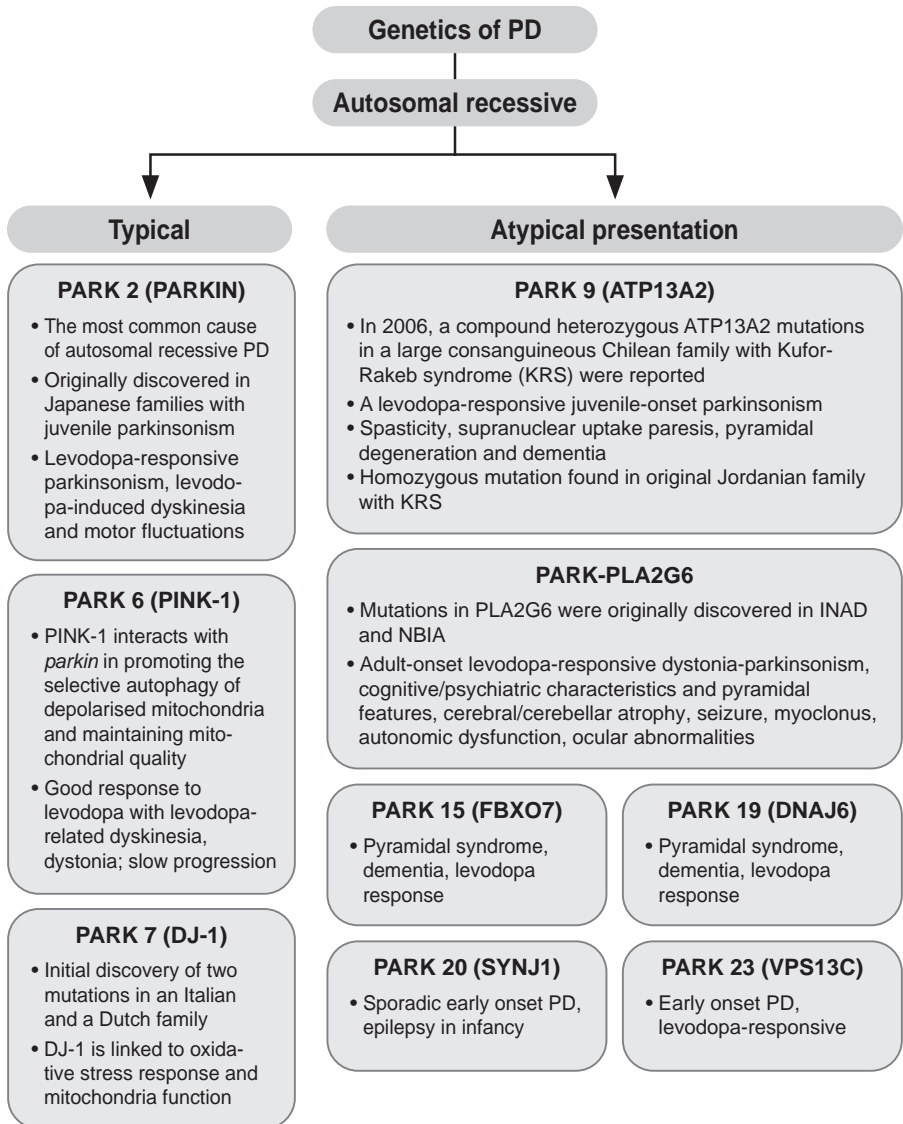 Genetics of PD
Autosomal recessive
Typical
PARK 2 (PARKIN)
• The most common cause
of autosomal recessive PD
• Originally discovered in
Japanese families with
juvenile parkinsonism
• Levodopa-responsive
parkinsonism, levodo-
pa-induced dyskinesia
and motor fluctuations
PARK 6 (PINK-1)
• PINK-1 interacts with
parkin in promoting the
selective autophagy of
depolarised mitochondria
and maintaining mito-
chondrial quality
• Good response to
levodopa with levodopa-
related dyskinesia,
dystonia; slow progression
PARK 7 (DJ-1)
• Initial discovery of two
mutations in an Italian
and a Dutch family
• DJ-1 is linked to oxida-
tive stress response and
mitochondria function
Atypical presentation
PARK 9 (ATP13A2)
• In 2006, a compound heterozygous ATP13A2 mutations
in a large consanguineous Chilean family with Kufor-
Rakeb syndrome (KRS) were reported
• A levodopa-responsive juvenile-onset parkinsonism
• Spasticity, supranuclear uptake paresis, pyramidal
degeneration and dementia
• Homozygous mutation found in original Jordanian family
with KRS
PARK-PLA2G6
• Mutations in PLA2G6 were originally discovered in INAD
and NBIA
• Adult-onset levodopa-responsive dystonia-parkinsonism,
cognitive/psychiatric characteristics and pyramidal
features, cerebral/cerebellar atrophy, seizure, myoclonus,
autonomic dysfunction, ocular abnormalities
PARK 15 (FBXO7)
• Pyramidal syndrome,
dementia, levodopa
response
PARK 19 (DNAJ6)
• Pyramidal syndrome,
dementia, levodopa
response
PARK 20 (SYNJ1)
• Sporadic early onset PD,
epilepsy in infancy
PARK 23 (VPS13C)
• Early onset PD,
levodopa-responsive